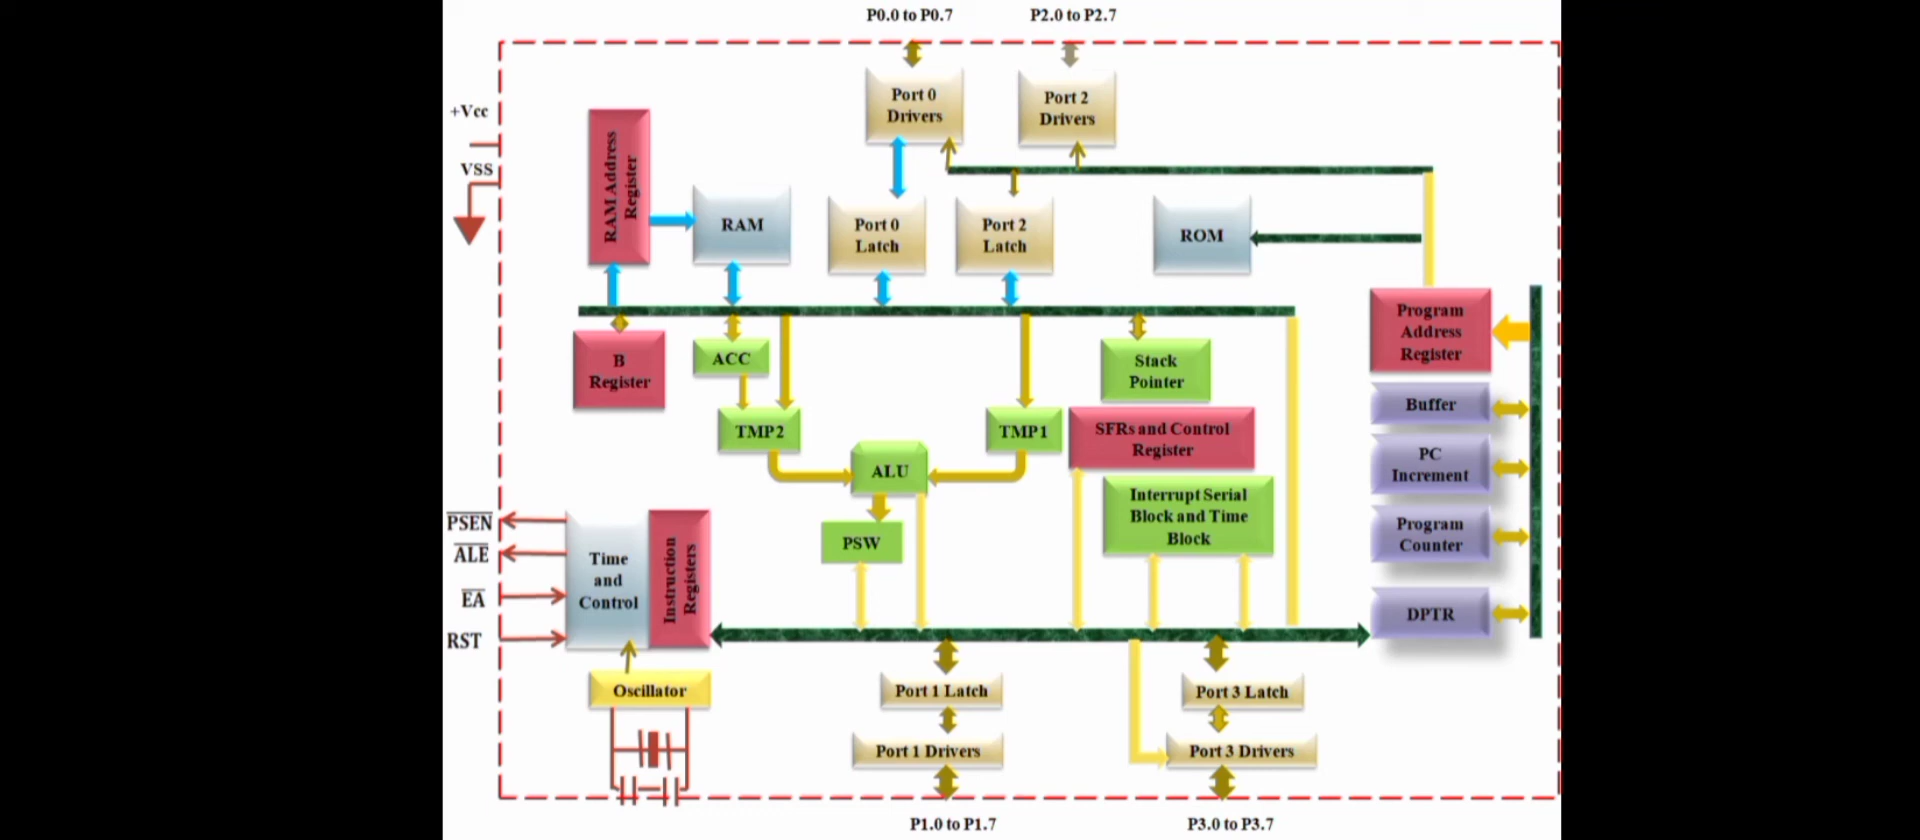 P0.0 to P0.7
P2.0 to P2.7
+Vcc
VSS
Port 0
Drivers
Port 2
Drivers
RAM Address
Register
RAM
Port 0
Latch
Port 2
Latch
ROM
B
Register
ACC
Stack
Pointer
Program
Address
Register
Buffer
TMP2
TMP1
SFRs and Control
Register
ALU
PC
Increment
Interrupt Serial
Block and Time
Block
PSW
Program
Counter
PSEN
ALE
EA
RST
Time
and
Control
Instruction
Registers
DPTR
Oscillator
Port 1 Latch
Port 3 Latch
Port 1 Drivers
Port 3 Drivers
P1.0 to P1.7
P3.0 to P3.7